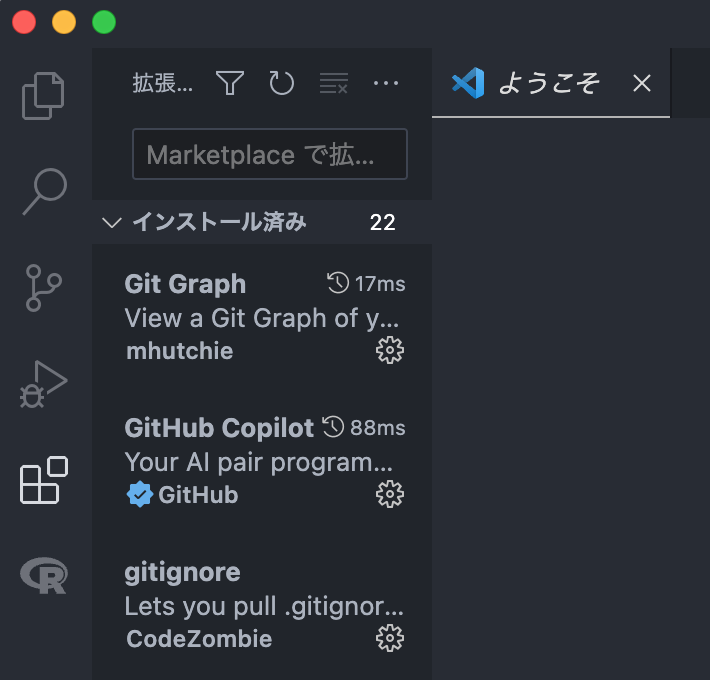 拡張...
ようこそ
Marketplace で拡...
インストール済み 22
Git Graph 17ms
View a Git Graph of y...
mhutchie
GitHub Copilot 88ms
Your AI pair program...
GitHub
gitignore
Lets you pull .gitignor...
CodeZombie
R